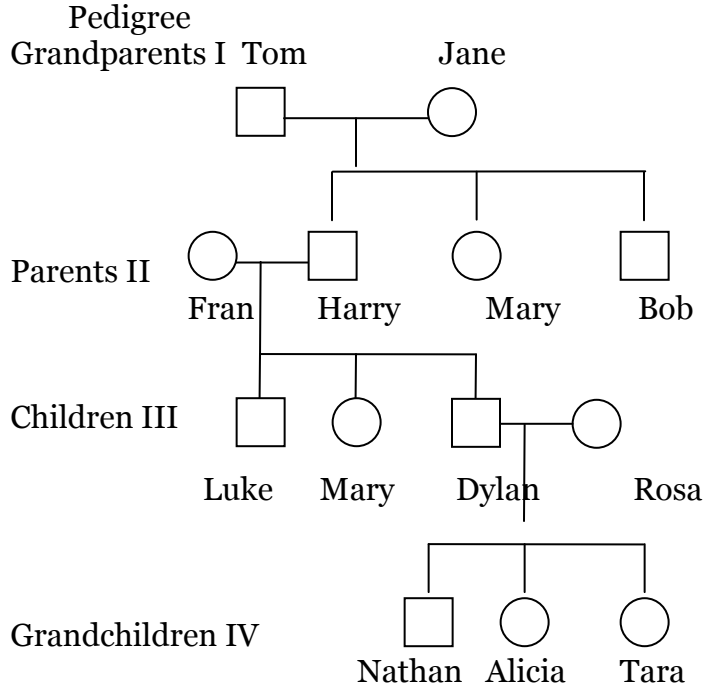 Pedigree
Grandparents I Tom Jane
Parents II
Fran Harry Mary Bob
Children III
Luke Mary Dylan Rosa
Grandchildren IV
Nathan Alicia Tara